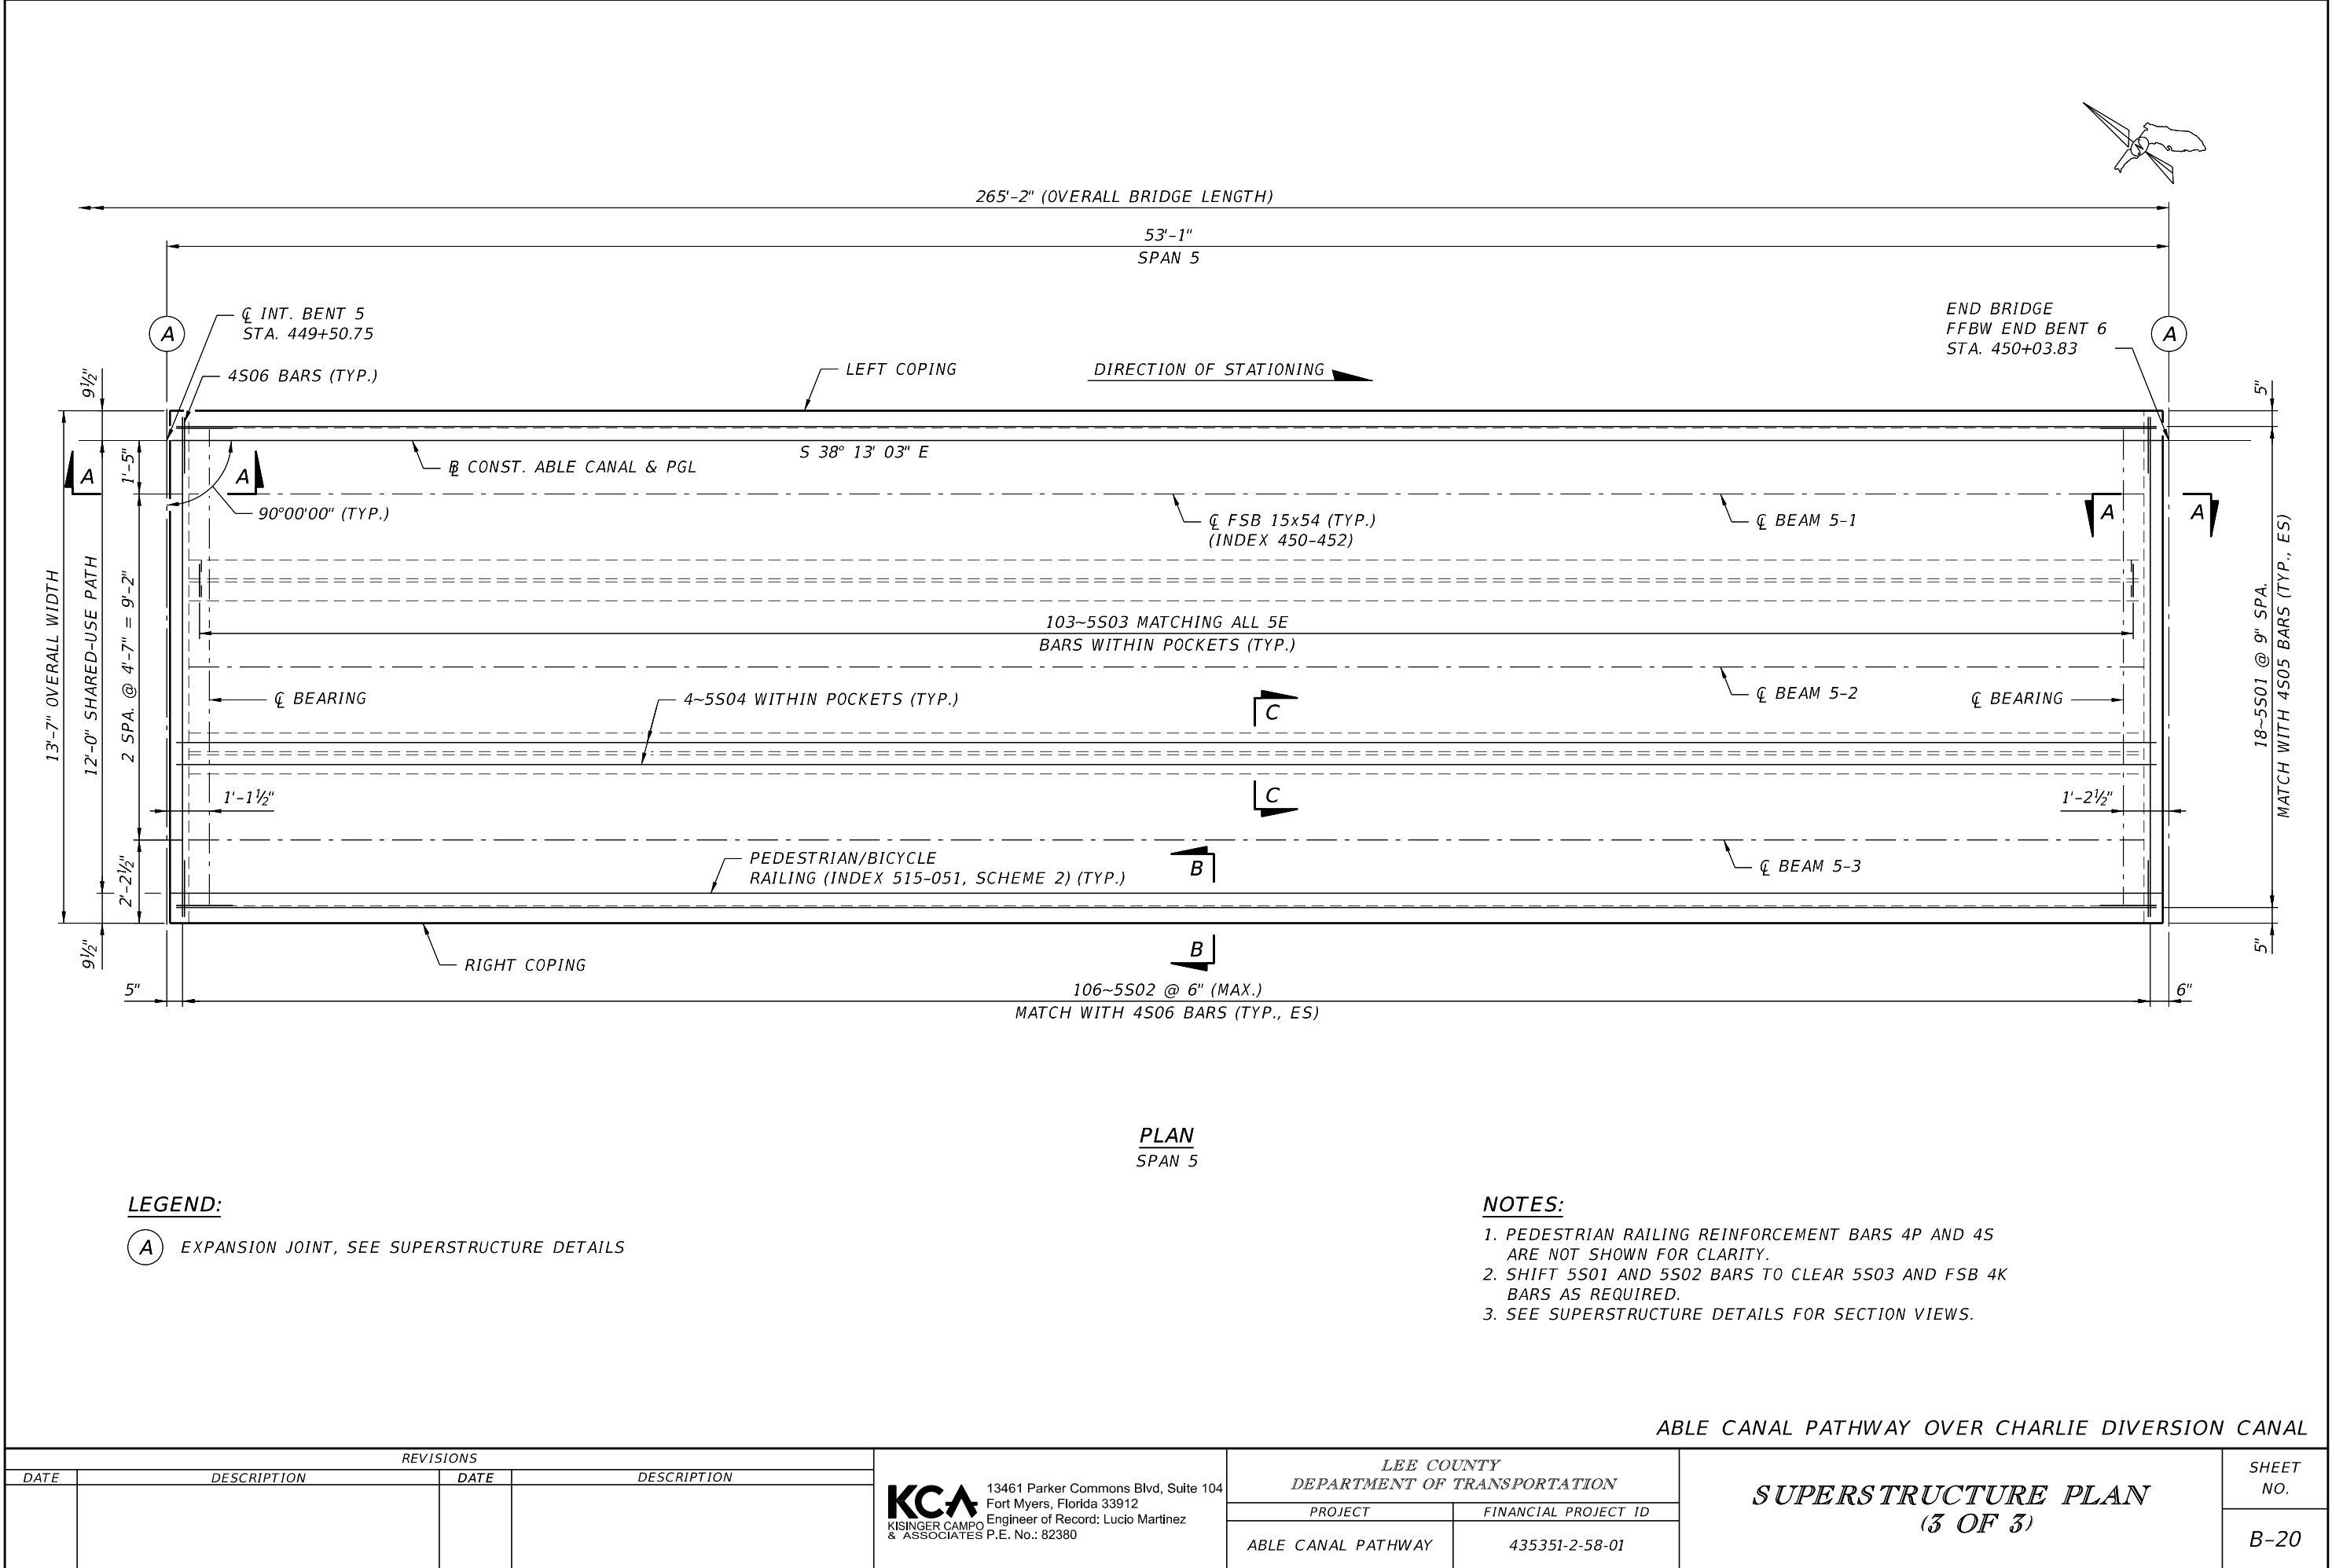 265'-2" (OVERALL BRIDGE LENGTH)
53'-1"
SPAN 5
℄ INT. BENT 5
STA. 449+50.75
END BRIDGE
FFBW END BENT 6
STA. 450+03.83
A
A
4S06 BARS (TYP.)
LEFT COPING
DIRECTION OF STATIONING
9½"
5"
S 38° 13' 03" E
B̸L CONST. ABLE CANAL & PGL
1'-5"
A
A
A
A
90°00'00" (TYP.)
℄ FSB 15x54 (TYP.)
(INDEX 450-452)
℄ BEAM 5-1
13'-7" OVERALL WIDTH
12'-0" SHARED-USE PATH
2 SPA. @ 4'-7" = 9'-2"
103~5S03 MATCHING ALL 5E
BARS WITHIN POCKETS (TYP.)
18~5S01 @ 9" SPA.
MATCH WITH 4S05 BARS (TYP., ES)
℄ BEARING
4~5S04 WITHIN POCKETS (TYP.)
C
℄ BEAM 5-2
℄ BEARING
1'-1½"
C
1'-2½"
2'-2½"
PEDESTRIAN/BICYCLE
RAILING (INDEX 515-051, SCHEME 2) (TYP.)
B
℄ BEAM 5-3
9½"
RIGHT COPING
B
5"
5"
106~5S02 @ 6" (MAX.)
MATCH WITH 4S06 BARS (TYP., ES)
6"
PLAN
SPAN 5
LEGEND:
A EXPANSION JOINT, SEE SUPERSTRUCTURE DETAILS
NOTES:
1. PEDESTRIAN RAILING REINFORCEMENT BARS 4P AND 4S
ARE NOT SHOWN FOR CLARITY.
2. SHIFT 5S01 AND 5S02 BARS TO CLEAR 5S03 AND FSB 4K
BARS AS REQUIRED.
3. SEE SUPERSTRUCTURE DETAILS FOR SECTION VIEWS.
ABLE CANAL PATHWAY OVER CHARLIE DIVERSION CANAL
REVISIONS
DATE DESCRIPTION DATE DESCRIPTION
KCA
KISINGER CAMPO
& ASSOCIATES
13461 Parker Commons Blvd, Suite 104
Fort Myers, Florida 33912
Engineer of Record: Lucio Martinez
P.E. No.: 82380
LEE COUNTY
DEPARTMENT OF TRANSPORTATION
PROJECT FINANCIAL PROJECT ID
ABLE CANAL PATHWAY 435351-2-58-01
SUPERSTRUCTURE PLAN
(3 OF 3)
SHEET
NO.
B-20